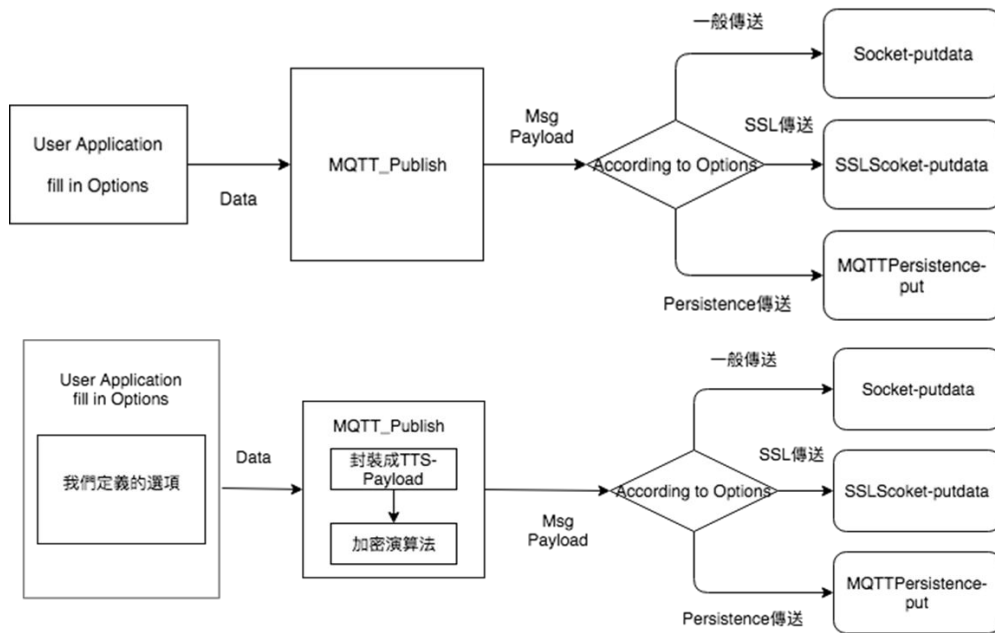 一般傳送
Socket-putdata
User Application
fill in Options
Data
MQTT_Publish
Msg
Payload
According to Options
SSL傳送
SSLScoket-putdata
MQTTPersistence-
put
Persistence傳送
User Application
fill in Options
我們定義的選項
Data
MQTT_Publish
封裝成TTS-
Payload
加密演算法
Msg
Payload
According to Options
一般傳送
Socket-putdata
SSL傳送
SSLScoket-putdata
MQTTPersistence-
put
Persistence傳送